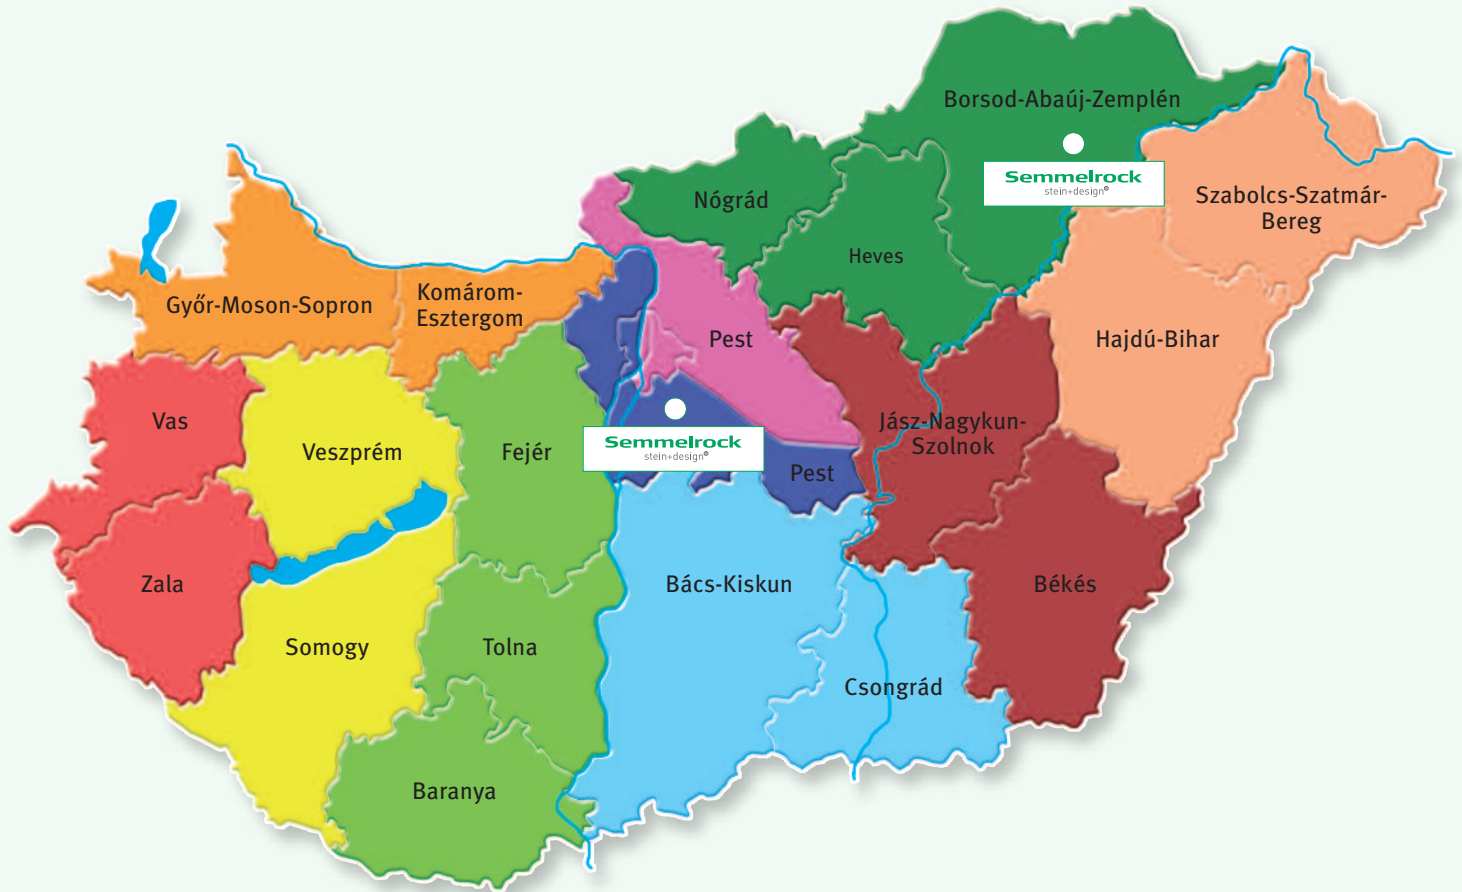 Borsod-Abaúj-Zemplén
Semmelrock
stein+design®
Nógrád
Szabolcs-Szatmár-
Bereg
Heves
Győr-Moson-Sopron
Komárom-
Esztergom
Pest
Hajdú-Bihar
Vas
Veszprém
Fejér
Semmelrock
stein+design®
Pest
Jász-Nagykun-
Szolnok
Zala
Bács-Kiskun
Békés
Somogy
Tolna
Csongrád
Baranya